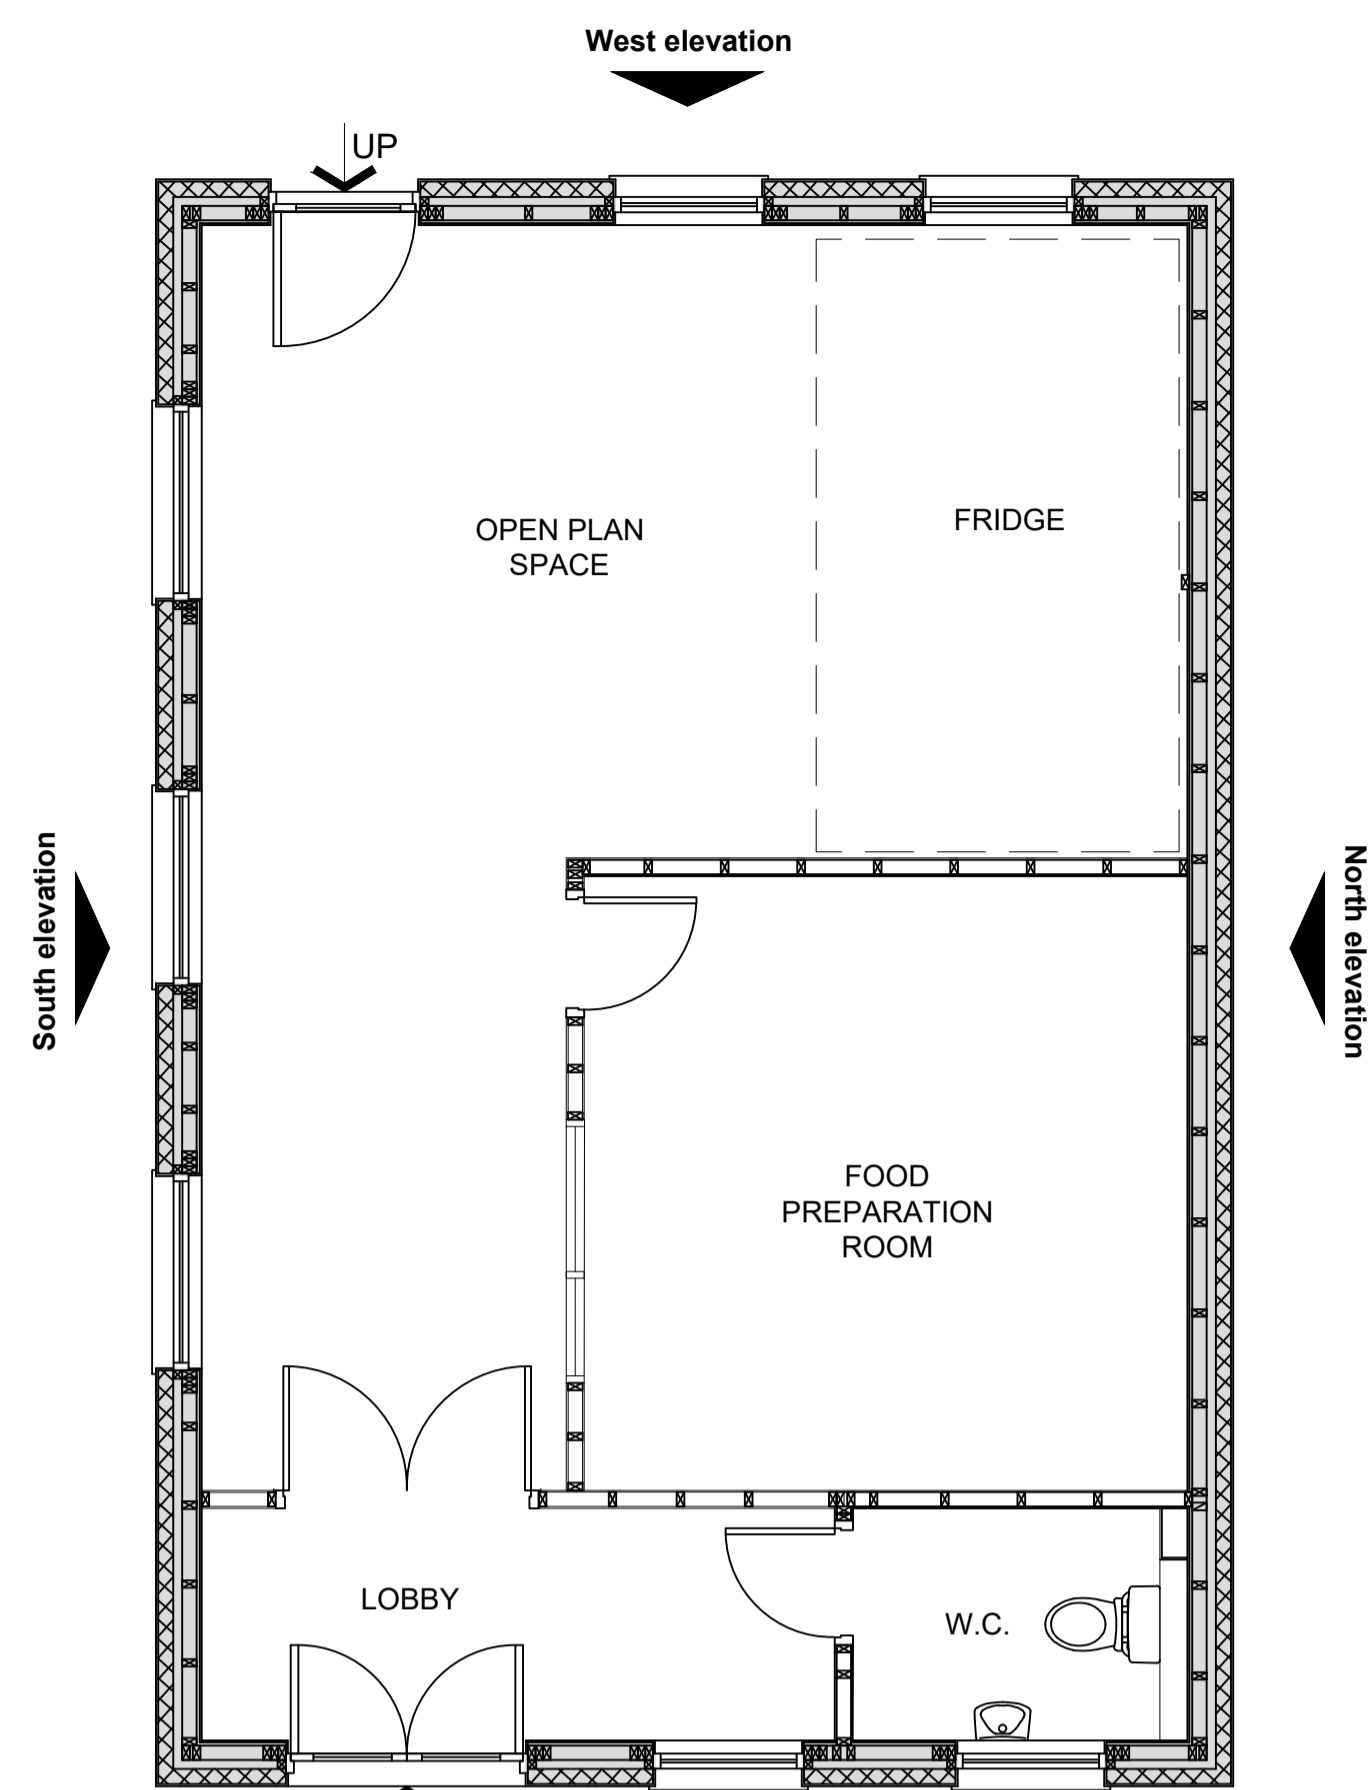 West elevation
UP
OPEN PLAN
SPACE
FRIDGE
South elevation
North elevation
FOOD
PREPARATION
ROOM
LOBBY
W.C.